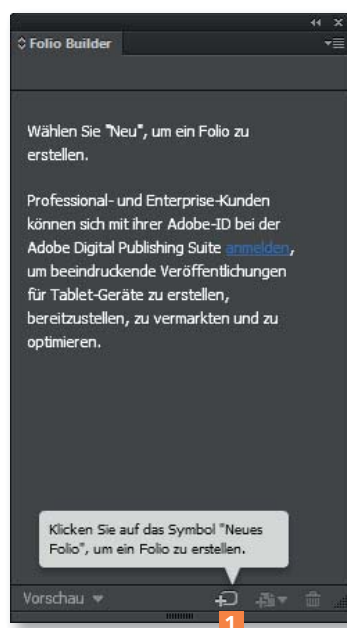 Folio Builder
Wählen Sie "Neu", um ein Folio zu
erstellen.
Professional- und Enterprise-Kunden
können sich mit ihrer Adobe-ID bei der
Adobe Digital Publishing Suite anmelden,
um beeindruckende Veröffentlichungen
für Tablet-Geräte zu erstellen,
bereitzustellen, zu vermarkten und zu
optimieren.
Klicken Sie auf das Symbol "Neues
Folio", um ein Folio zu erstellen.
Vorschau
1